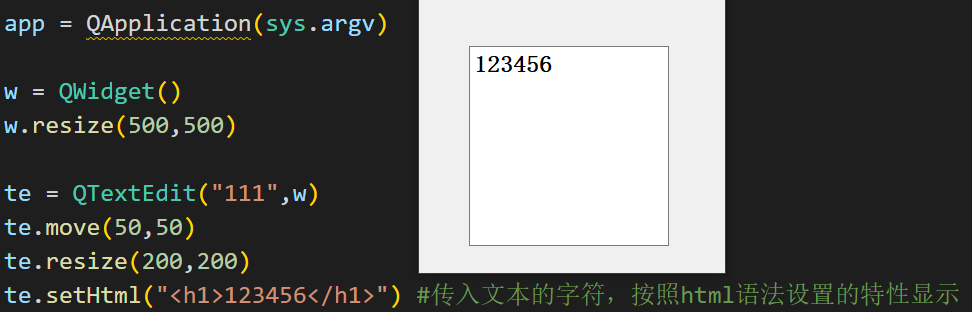 app = QApplication(sys.argv)
w = QWidget()
w.resize(500,500)
te = QTextEdit("111",w)
te.move(50,50)
te.resize(200,200)
te.setHtml("<h1>123456</h1>") #传入文本的字符，按照html语法设置的特性显示
123456